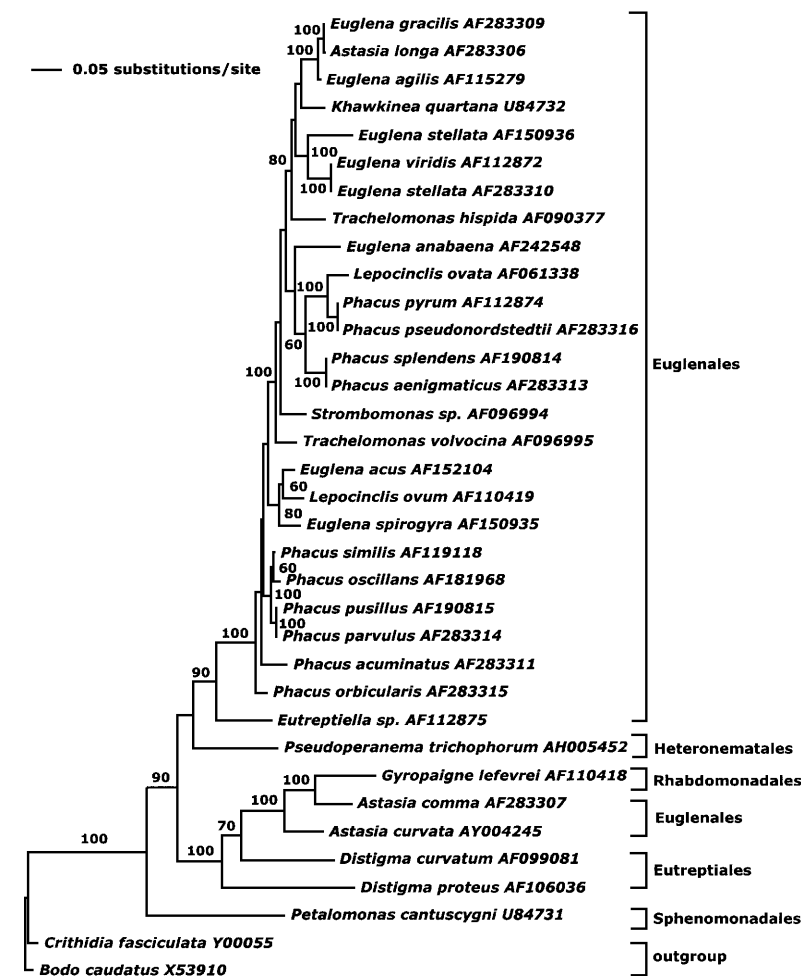 100
Euglena gracilis AF283309
100
Astasia longa AF283306
0.05 substitutions/site
Euglena agilis AF115279
Khawkinea quartana U84732
Euglena stellata AF150936
80
100
Euglena viridis AF112872
100
Euglena stellata AF283310
Trachelomonas hispida AF090377
Euglena anabaena AF242548
Lepocinclis ovata AF061338
100
Phacus pyrum AF112874
100
Phacus pseudonordstedtii AF283316
60
Phacus splendens AF190814
Euglenales
100
100
Phacus aenigmaticus AF283313
Strombomonas sp. AF096994
Trachelomonas volvocina AF096995
Euglena acus AF152104
60
Lepocinclis ovum AF110419
80
Euglena spirogyra AF150935
Phacus similis AF119118
60
Phacus oscillans AF181968
100
Phacus pusillus AF190815
100
Phacus parvulus AF283314
100
Phacus acuminatus AF283311
90
Phacus orbicularis AF283315
Eutreptiella sp. AF112875
Pseudoperanema trichophorum AH005452
Heteronematales
90
100
Gyropaigne lefevrei AF110418
Rhabdomonadales
100
Astasia comma AF283307
Euglenales
70
Astasia curvata AY004245
100
100
Distigma curvatum AF099081
Eutreptiales
Distigma proteus AF106036
Petalomonas cantuscygni U84731
Sphenomonadales
Crithidia fasciculata Y00055
outgroup
Bodo caudatus X53910